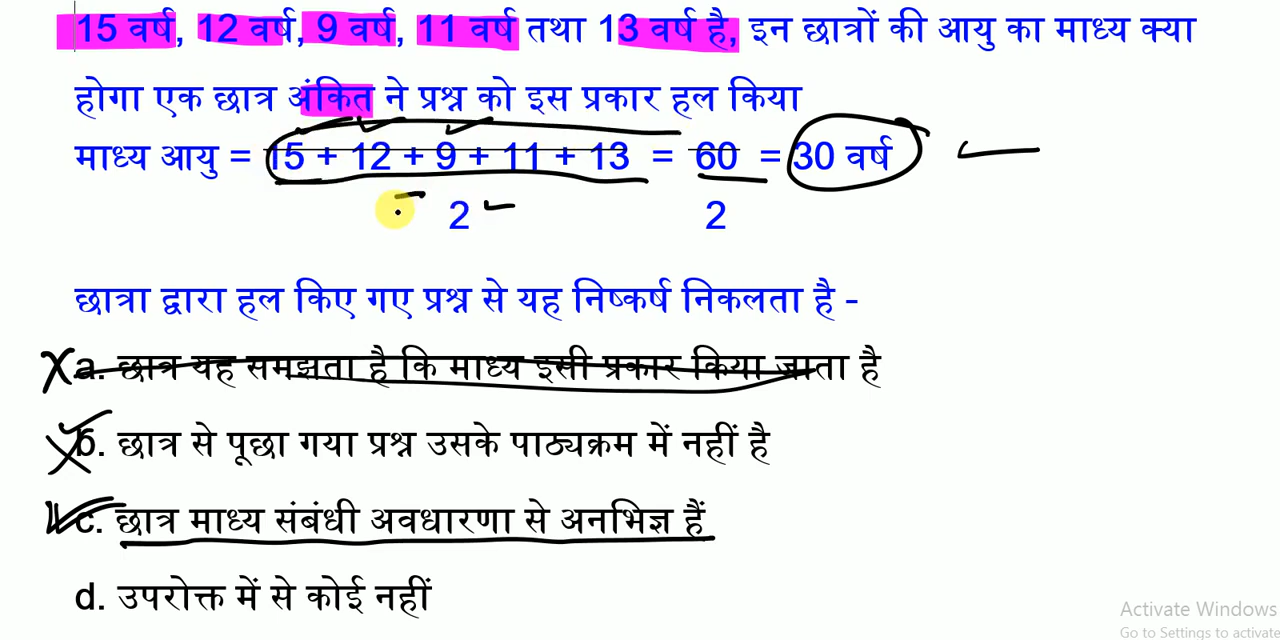 15 वर्ष, 12 वर्ष, 9 वर्ष, 11 वर्ष तथा 13 वर्ष है, इन छात्रों की आयु का माध्य क्या
होगा एक छात्र अंकित ने प्रश्न को इस प्रकार हल किया
माध्य आयु = 15 + 12 + 9 + 11 + 13 = 60 = 30 वर्ष
2 2
छात्रा द्वारा हल किए गए प्रश्न से यह निष्कर्ष निकलता है -
a. छात्र यह समझता है कि माध्य इसी प्रकार किया जाता है
b. छात्र से पूछा गया प्रश्न उसके पाठ्यक्रम में नहीं है
c. छात्र माध्य संबंधी अवधारणा से अनभिज्ञ हैं
d. उपरोक्त में से कोई नहीं
Activate Windows
Go to Settings to activate